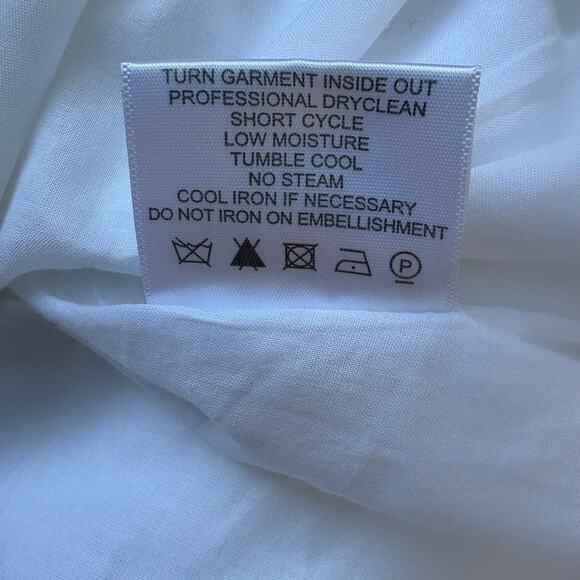 TURN GARMENT INSIDE OUT
PROFESSIONAL DRYCLEAN
SHORT CYCLE
LOW MOISTURE
TUMBLE COOL
NO STEAM
COOL IRON IF NECESSARY
DO NOT IRON ON EMBELLISHMENT
P